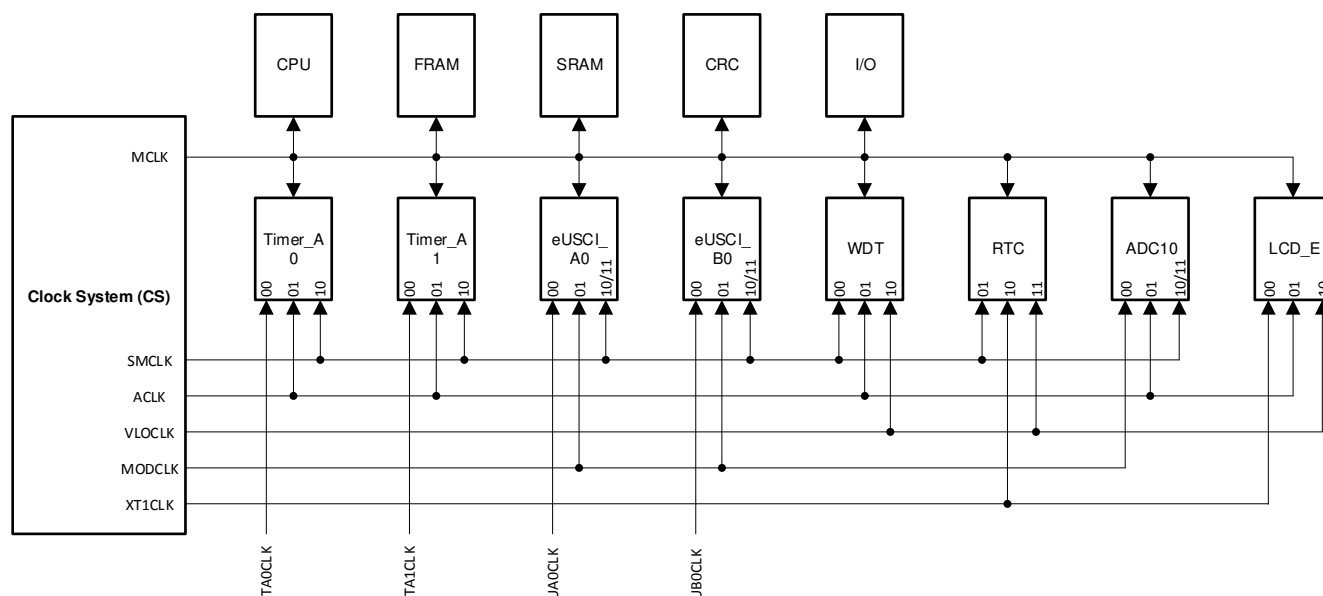 CPU
FRAM
SRAM
CRC
I/O
MCLK
Timer_A
0
00
01
10
Timer_A
1
00
01
10
eUSCI_
A0
00
01
10/11
eUSCI_
B0
00
01
10/11
WDT
00
01
10
RTC
01
10
11
ADC10
00
01
10/11
LCD_E
00
01
10
Clock System (CS)
SMCLK
ACLK
VLOCLK
MODCLK
XT1CLK
TA0CLK
TA1CLK